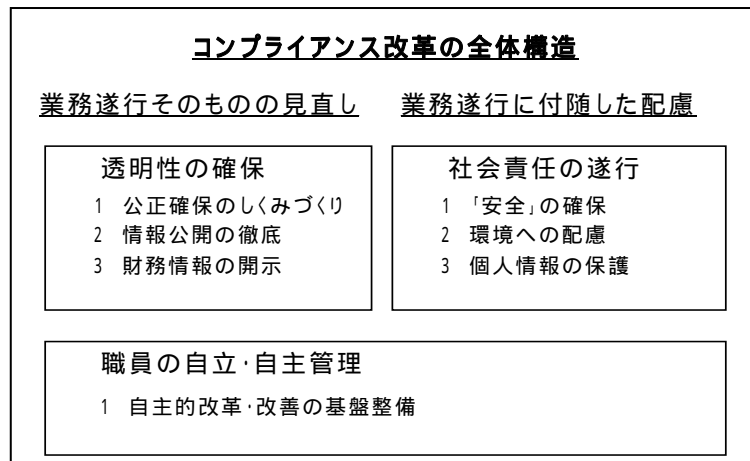 コンプライアンス改革の全体構造
業務遂行そのものの見直し
業務遂行に付随した配慮
透明性の確保
1 公正確保のしくみづくり
2 情報公開の徹底
3 財務情報の開示
社会責任の遂行
1 「安全」の確保
2 環境への配慮
3 個人情報の保護
職員の自立・自主管理
1 自主的改革・改善の基盤整備